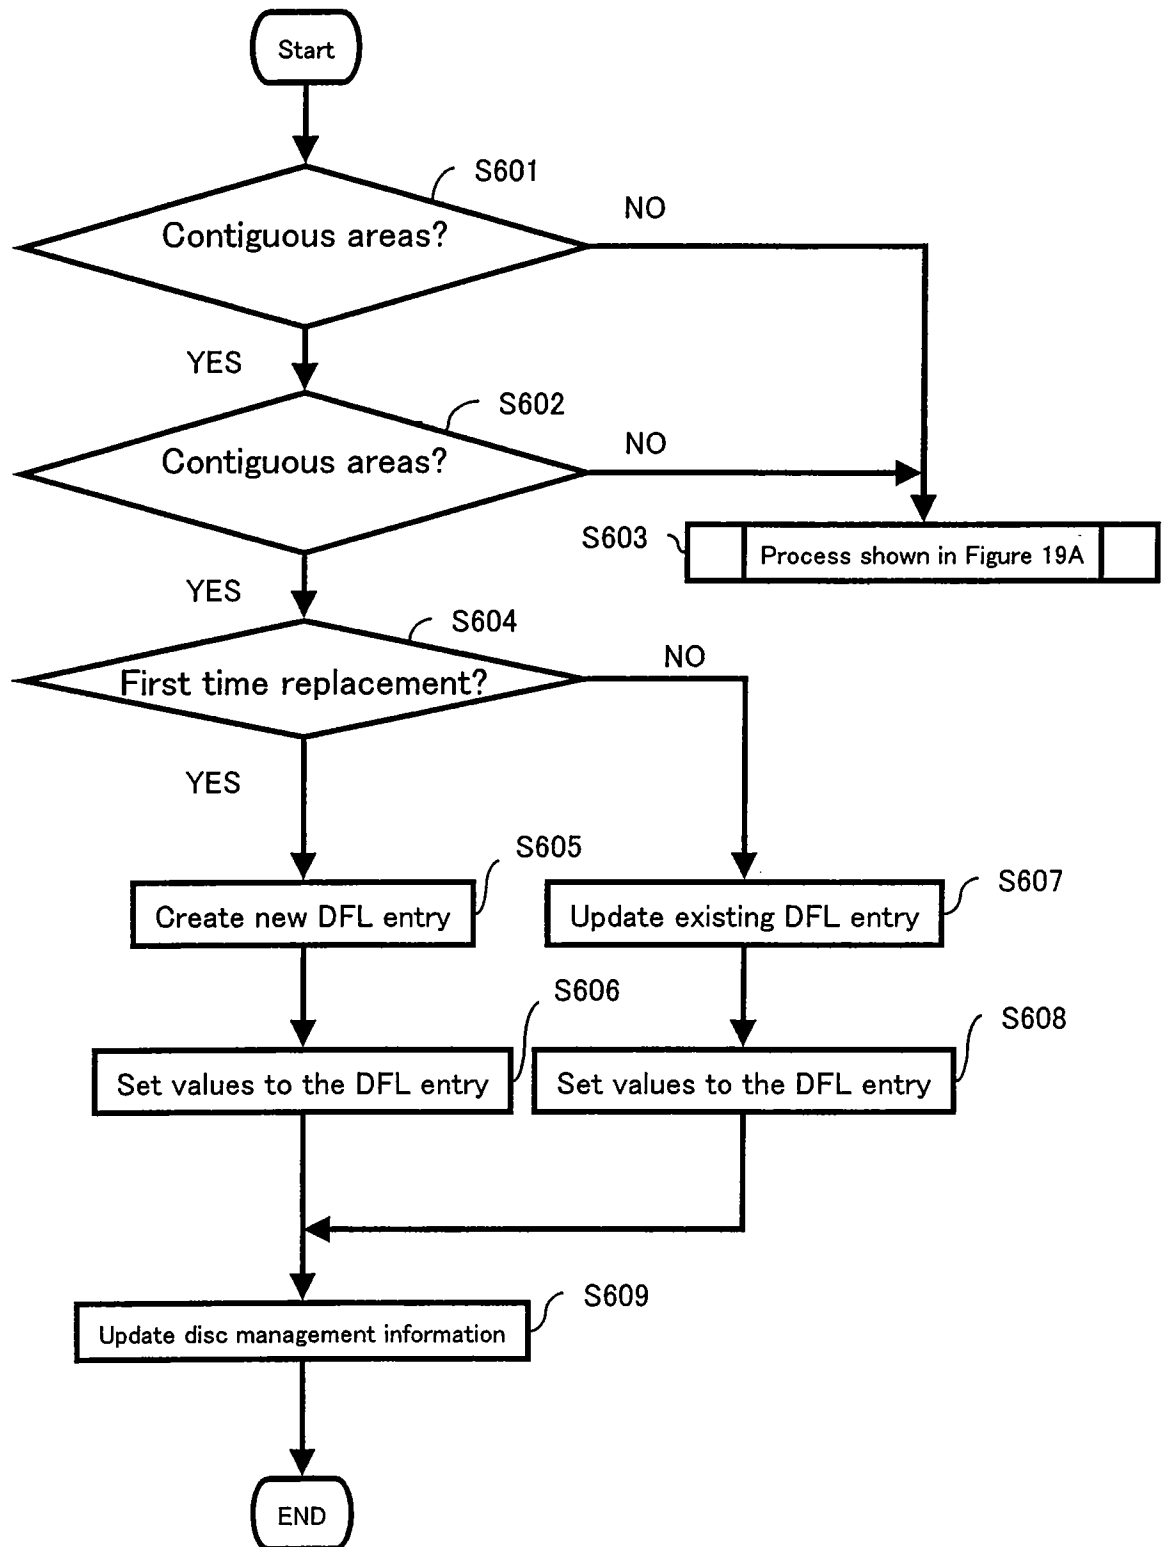 Start
S601
Contiguous areas?
NO
YES
S602
Contiguous areas?
NO
S603
Process shown in Figure 19A
YES
S604
First time replacement?
NO
YES
S605
Create new DFL entry
S607
Update existing DFL entry
S606
Set values to the DFL entry
S608
Set values to the DFL entry
S609
Update disc management information
END